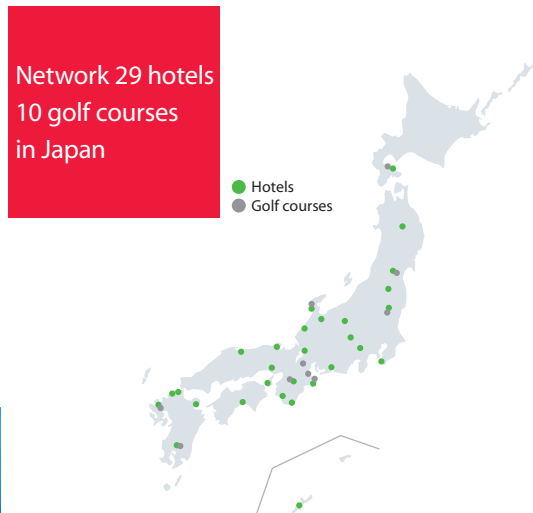 Network 29 hotels
10 golf courses
in Japan
Hotels
Golf courses